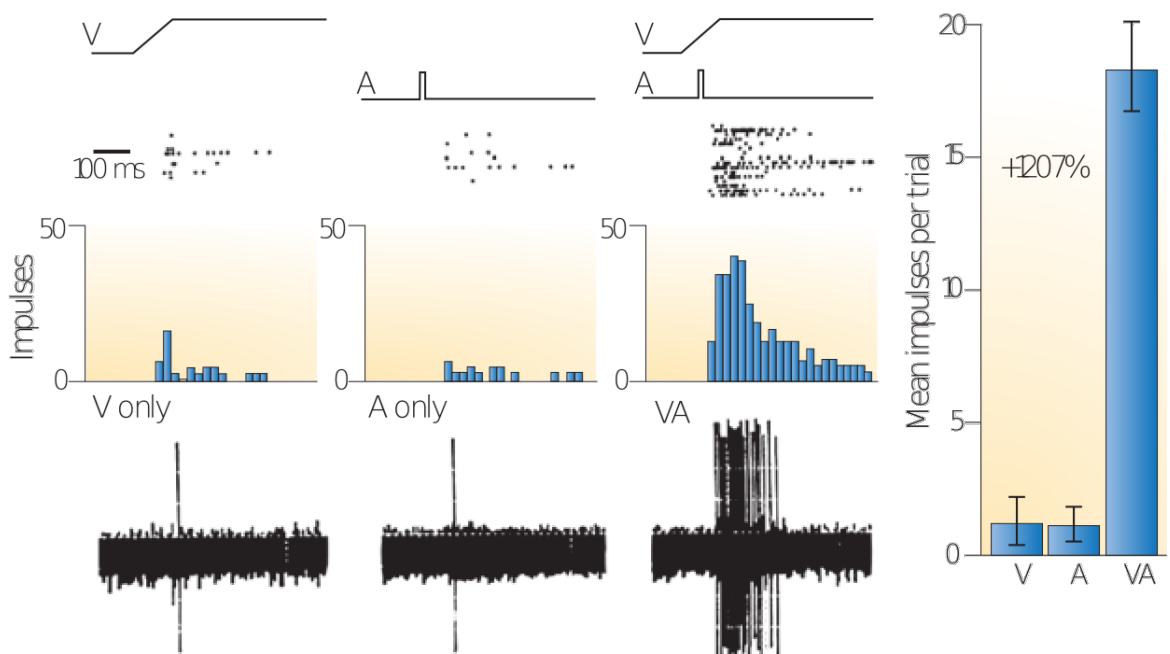 V
A
V
A
100 ms
Impulses
50
0
V only
50
0
A only
50
0
VA
Mean impulses per trial
20
15
10
5
0
+1207%
V
A
VA